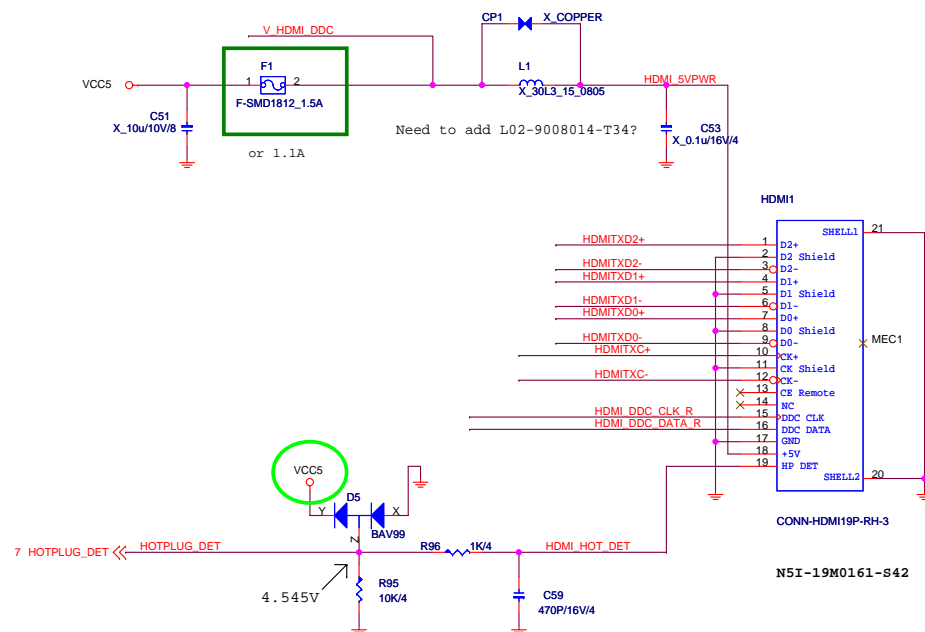 CP1 X_COPPER
V_HDMI_DDC
F1
L1
VCC5
1 2
HDMI_5VPWR
F-SMD1812_1.5A
X_30L3_15_0805
C51
X_10u/10V/8
Need to add L02-9008014-T34?
C53
X_0.1u/16V/4
or 1.1A
HDMI1
SHELL1 21
HDMITXD2+ 1 D2+
2 D2 Shield
HDMITXD2- 3 D2-
HDMITXD1+ 4 D1+
5 D1 Shield
HDMITXD1- 6 D1-
HDMITXD0+ 7 D0+
8 D0 Shield
HDMITXD0- 9 D0-
MEC1
HDMITXC+ 10 CK+
11 CK Shield
HDMITXC- 12 CK-
13 CE Remote
14 NC
HDMI_DDC_CLK_R 15 DDC CLK
HDMI_DDC_DATA_R 16 DDC DATA
17 GND
18 +5V
19 HP DET
SHELL2 20
VCC5
D5
Y X
BAV99
Z
CONN-HDMI19P-RH-3
7 HOTPLUG_DET
HOTPLUG_DET
R96 1K/4
HDMI_HOT_DET
N5I-19M0161-S42
R95
10K/4
4.545V
C59
470P/16V/4